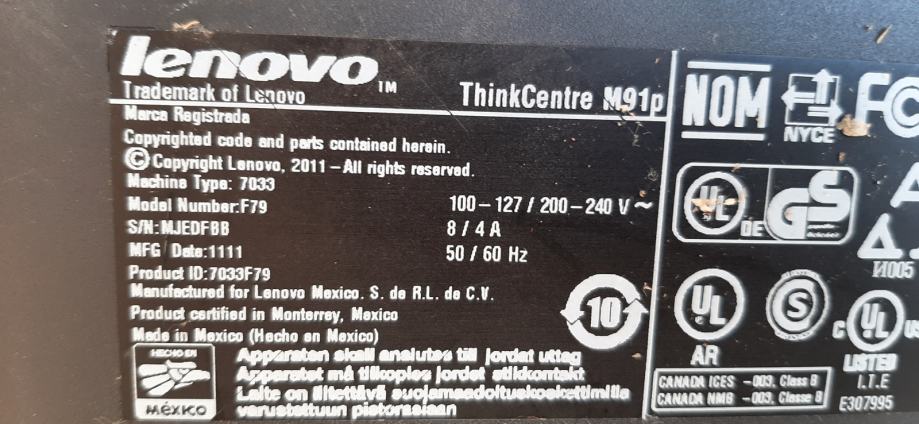 lenovo TM
Trademark of Lenovo ThinkCentre M91p
Marca Registrada
Copyrighted code and parts contained herein.
© Copyright Lenovo, 2011 – All rights reserved.
Machine Type: 7033
Model Number:F79 100 – 127 / 200 – 240 V ~
S/N:MJEDFBB 8 / 4 A
MFG Date:1111 50 / 60 Hz
Product ID:7033F79
Manufactured for Lenovo Mexico. S. de R.L. de C.V.
Product certified in Monterrey, Mexico
Made in Mexico (Hecho en Mexico)
HECHO EN
MÉXICO
Apparaten skall anslutas till jordat uttag
Apparatet må tilkoples jordet stikkontakt
Laite on liitettävä suojamaadoituskoskettimilla
varustettuun pistorasiaan
10
NOM
NYCE
FC
UL
DE
GS
И005
UL
AR
S
C UL US
LISTED
I.T.E
E307995
CANADA ICES –003, Class B
CANADA NMB –003, Classe B